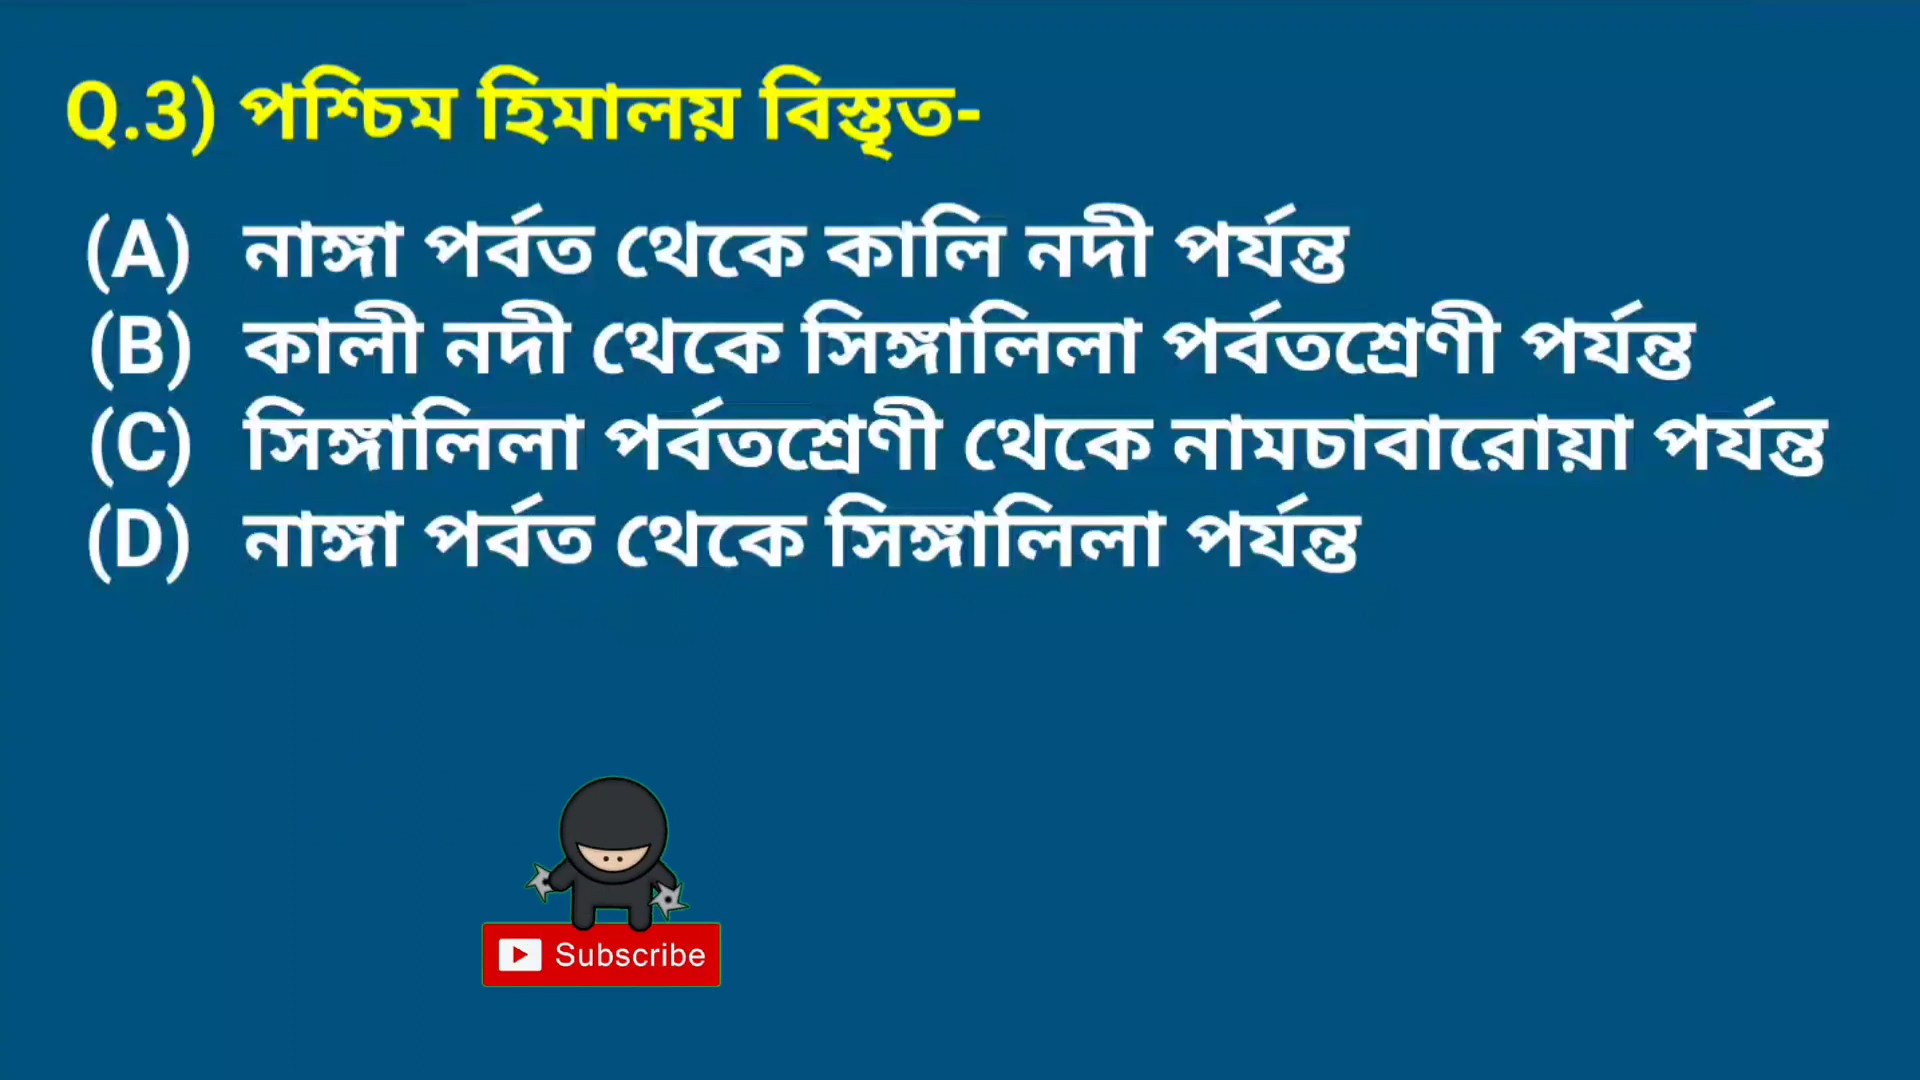 Q.3) পশ্চিম হিমালয় বিস্তৃত-
(A) নাঙ্গা পর্বত থেকে কালি নদী পর্যন্ত
(B) কালী নদী থেকে সিঙ্গালিলা পর্বতশ্রেণী পর্যন্ত
(C) সিঙ্গালিলা পর্বতশ্রেণী থেকে নামচাবারোয়া পর্যন্ত
(D) নাঙ্গা পর্বত থেকে সিঙ্গালিলা পর্যন্ত
Subscribe